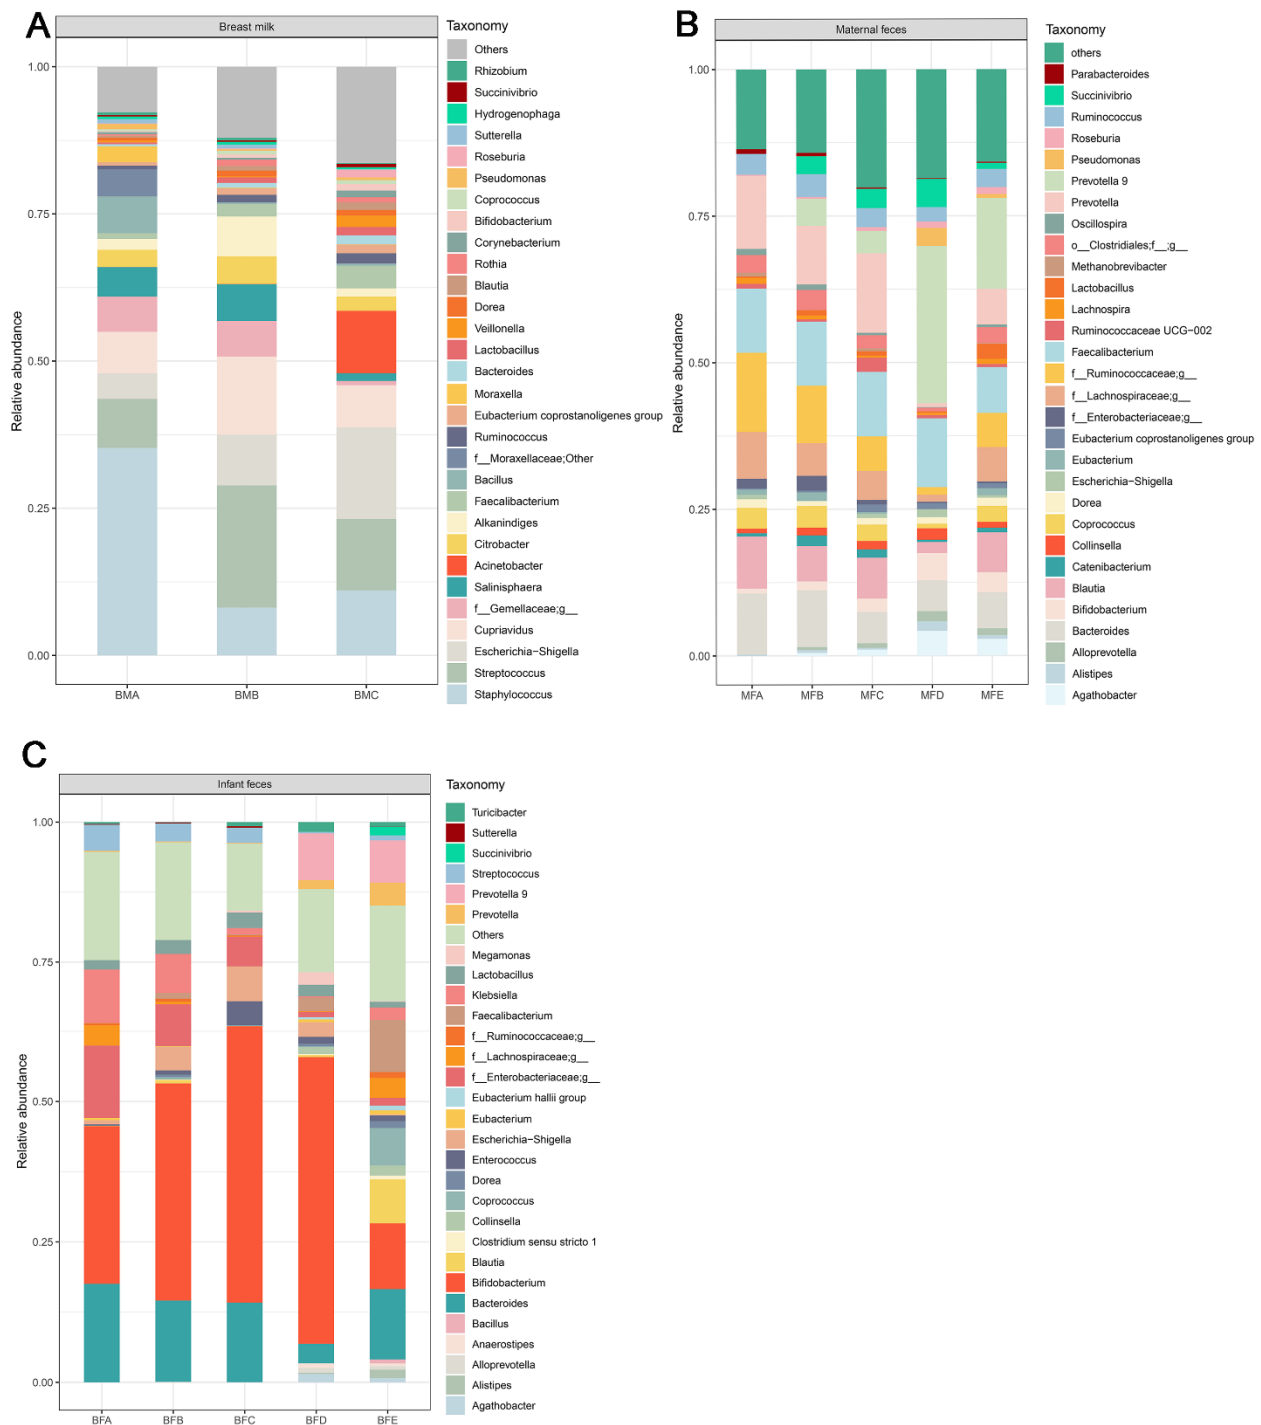 A
Breast milk
Taxonomy
Relative abundance
1.00
0.75
0.50
0.25
0.00
BMA
BMB
BMC
Others
Rhizobium
Succinivibrio
Hydrogenophaga
Sutterella
Roseburia
Pseudomonas
Coprococcus
Bifidobacterium
Corynebacterium
Rothia
Blautia
Dorea
Veillonella
Lactobacillus
Bacteroides
Moraxella
Eubacterium coprostanoligenes group
Ruminococcus
f__Moraxellaceae;Other
Bacillus
Faecalibacterium
Alkanindiges
Citrobacter
Acinetobacter
Salinisphaera
f__Gemellaceae;g__
Cupriavidus
Escherichia−Shigella
Streptococcus
Staphylococcus
B
Maternal feces
Taxonomy
Relative abundance
1.00
0.75
0.50
0.25
0.00
MFA
MFB
MFC
MFD
MFE
others
Parabacteroides
Succinivibrio
Ruminococcus
Roseburia
Pseudomonas
Prevotella 9
Prevotella
Oscillospira
o__Clostridiales;f__;g__
Methanobrevibacter
Lactobacillus
Lachnospira
Ruminococcaceae UCG−002
Faecalibacterium
f__Ruminococcaceae;g__
f__Lachnospiraceae;g__
f__Enterobacteriaceae;g__
Eubacterium coprostanoligenes group
Eubacterium
Escherichia−Shigella
Dorea
Coprococcus
Collinsella
Catenibacterium
Blautia
Bifidobacterium
Bacteroides
Alloprevotella
Alistipes
Agathobacter
C
Infant feces
Taxonomy
Relative abundance
1.00
0.75
0.50
0.25
0.00
BFA
BFB
BFC
BFD
BFE
Turicibacter
Sutterella
Succinivibrio
Streptococcus
Prevotella 9
Prevotella
Others
Megamonas
Lactobacillus
Klebsiella
Faecalibacterium
f__Ruminococcaceae;g__
f__Lachnospiraceae;g__
f__Enterobacteriaceae;g__
Eubacterium hallii group
Eubacterium
Escherichia−Shigella
Enterococcus
Dorea
Coprococcus
Collinsella
Clostridium sensu stricto 1
Blautia
Bifidobacterium
Bacteroides
Bacillus
Anaerostipes
Alloprevotella
Alistipes
Agathobacter